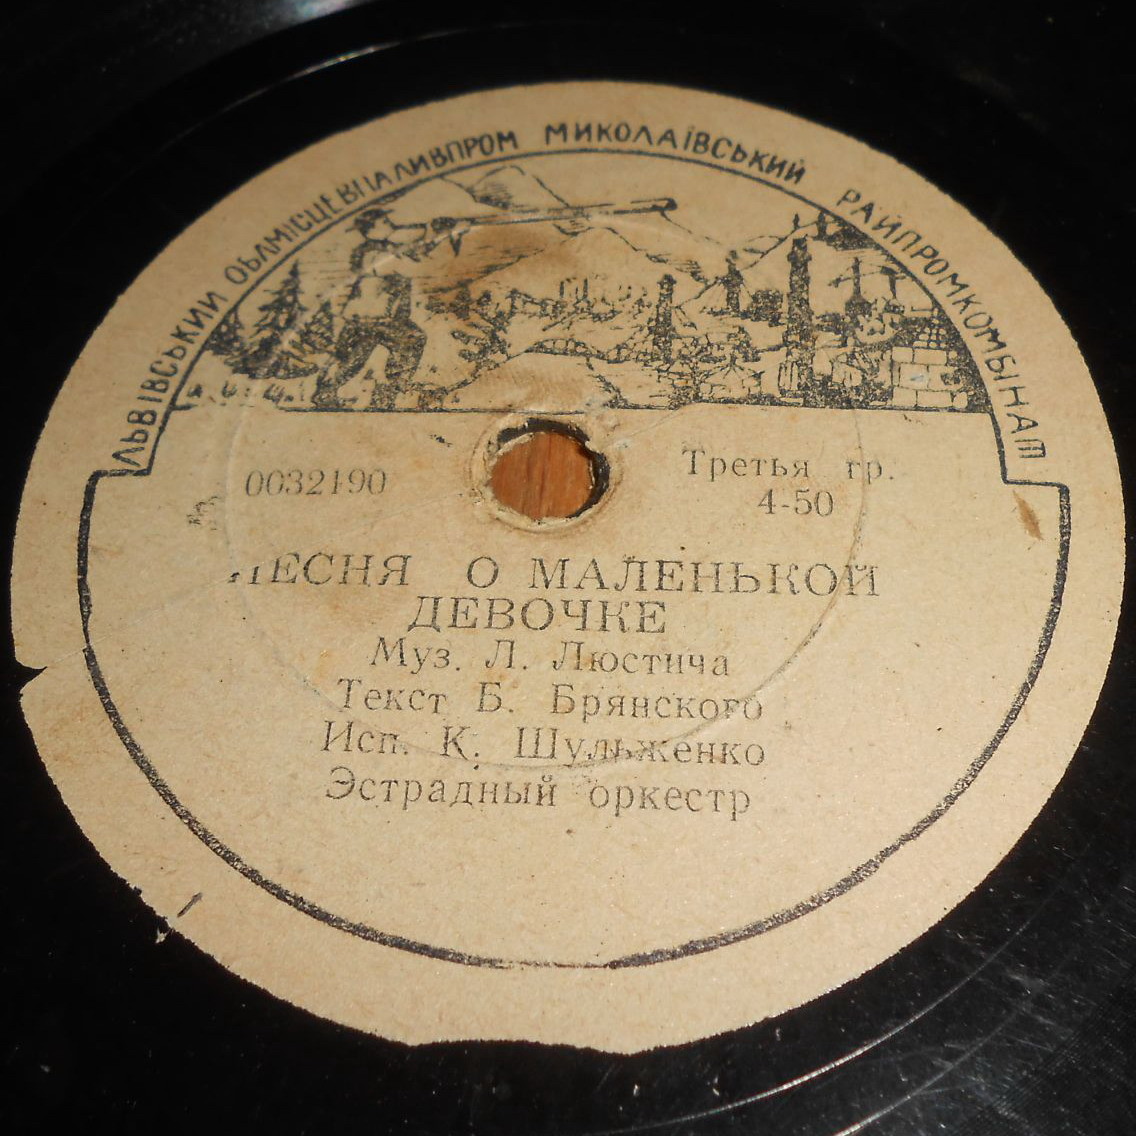 ЛЬВІВСЬКИЙ ОБЛМІСЦЕВПАЛИВПРОМ МИКОЛАЇВСЬКИЙ РАЙПРОМКОМБІНАТ
0032190 Третья гр.
4-50
ПЕСНЯ О МАЛЕНЬКОЙ
ДЕВОЧКЕ
Муз. Л. Люстича
Текст Б. Брянского
Исп. К. Шульженко
Эстрадный оркестр